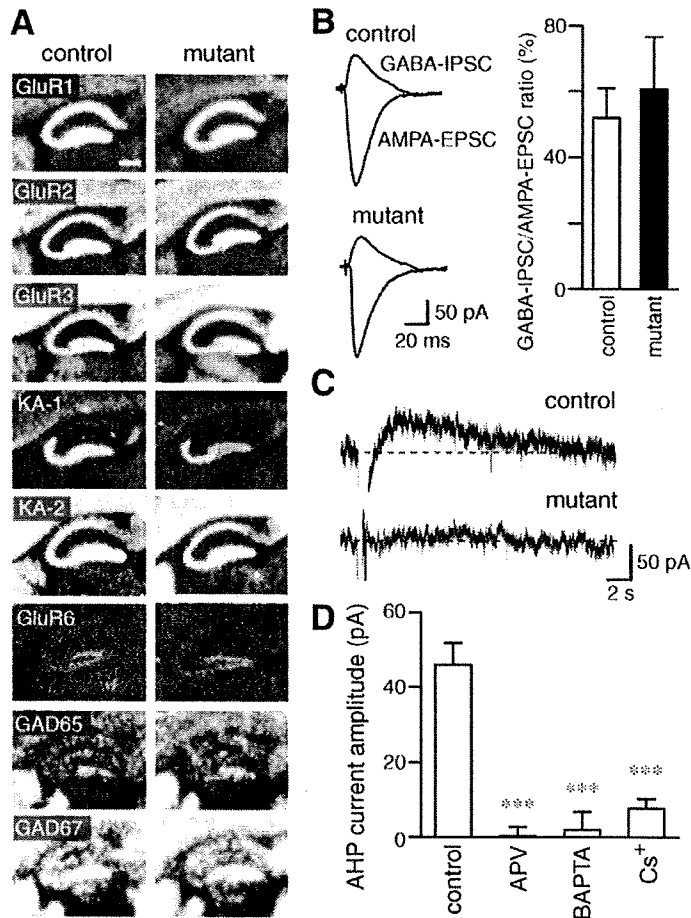 A
control mutant
GluR1
GluR2
GluR3
KA-1
KA-2
GluR6
GAD65
GAD67
B
control
GABA-IPSC
AMPA-EPSC
mutant
50 pA
20 ms
GABA-IPSC/AMPA-EPSC ratio (%)
80
40
0
control
mutant
C
control
mutant
50 pA
2 s
D
AHP current amplitude (pA)
60
40
20
0
***
***
***
control
APV
BAPTA
Cs+